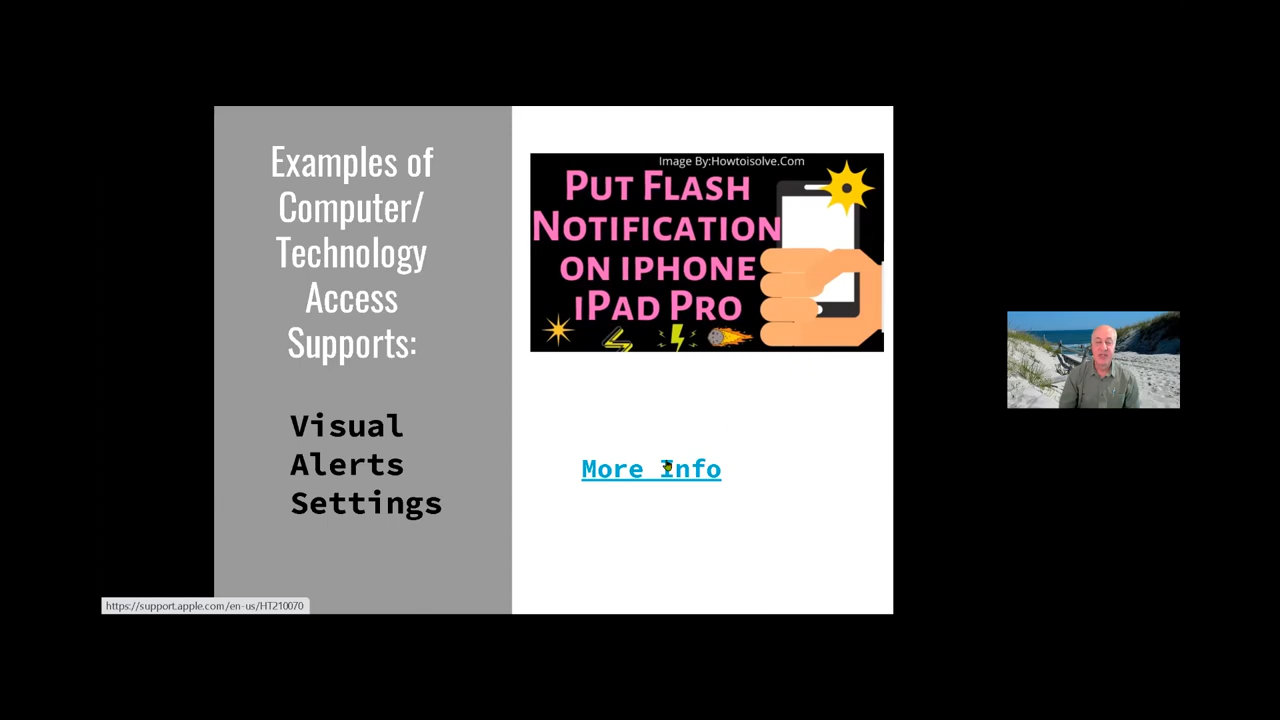 Examples of
Computer/
Technology
Access
Supports:
Visual
Alerts
Settings
Image By:Howtoisolve.Com
PUT FLASH
NOTIFICATION
ON IPHONE
iPAD PRO
More Info
https://support.apple.com/en-us/HT210070